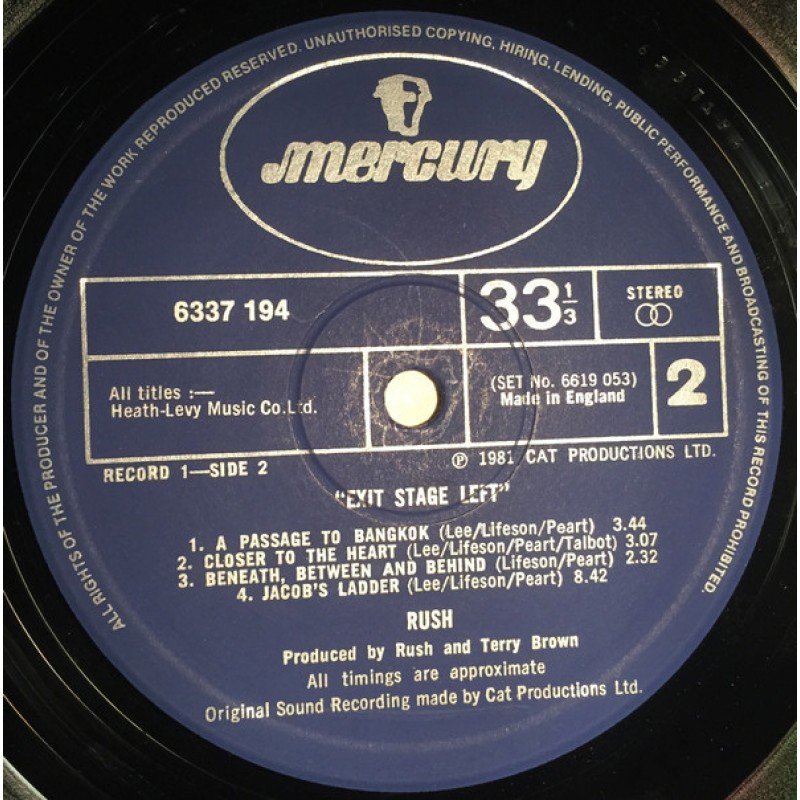 ALL RIGHTS OF THE PRODUCER AND OF THE OWNER OF THE WORK REPRODUCED RESERVED. UNAUTHORISED COPYING, HIRING, LENDING, PUBLIC PERFORMANCE AND BROADCASTING OF THIS RECORD PROHIBITED.
mercury
6337 194
33 1/3
STEREO
All titles :—
Heath-Levy Music Co.Ltd.
(SET No. 6619 053)
Made in England
2
RECORD 1—SIDE 2
Ⓟ 1981 CAT PRODUCTIONS LTD.
"EXIT STAGE LEFT"
1. A PASSAGE TO BANGKOK (Lee/Lifeson/Peart) 3.44
2. CLOSER TO THE HEART (Lee/Lifeson/Peart/Talbot) 3.07
3. BENEATH, BETWEEN AND BEHIND (Lifeson/Peart) 2.32
4. JACOB'S LADDER (Lee/Lifeson/Peart) 8.42
RUSH
Produced by Rush and Terry Brown
All timings are approximate
Original Sound Recording made by Cat Productions Ltd.